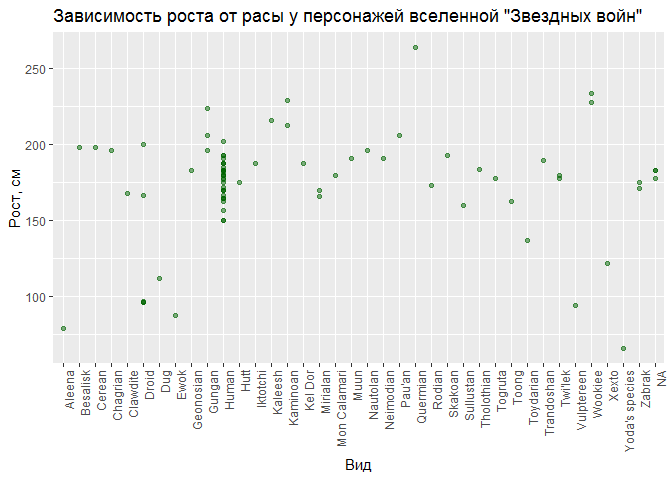 Зависимость роста от расы у персонажей вселенной "Звездных войн"
Рост, см
250
200
150
100
Aleena
Besalisk
Cerean
Chagrian
Clawdite
Droid
Dug
Ewok
Geonosian
Gungan
Human
Hutt
Iktotchi
Kaleesh
Kaminoan
Kel Dor
Mirialan
Mon Calamari
Muun
Nautolan
Neimodian
Pau'an
Quermian
Rodian
Skakoan
Sullustan
Tholothian
Togruta
Toong
Toydarian
Trandoshan
Twi'lek
Vulptereen
Wookiee
Xexto
Yoda's species
Zabrak
NA
Вид